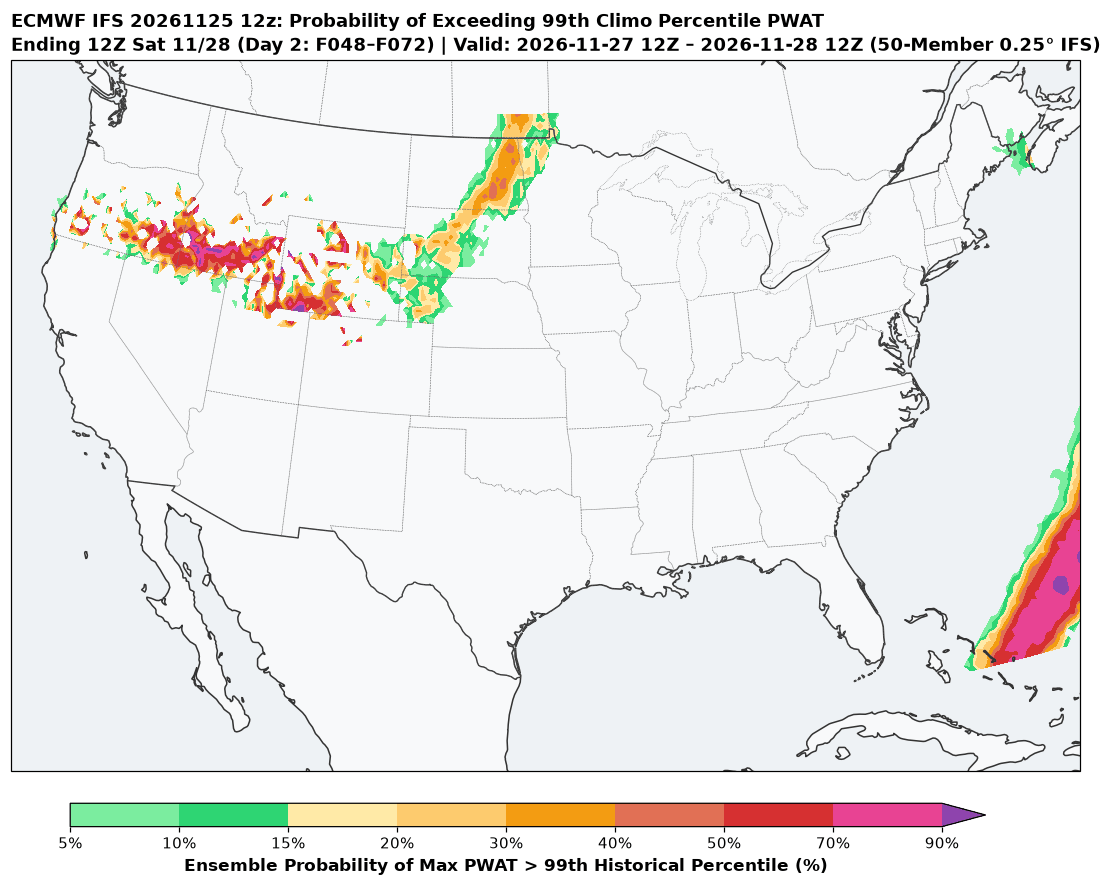 ECMWF IFS 20261125 12z: Probability of Exceeding 99th Climo Percentile PWAT
Ending 12Z Sat 11/28 (Day 2: F048–F072) | Valid: 2026-11-27 12Z – 2026-11-28 12Z (50-Member 0.25° IFS)
5% 10% 15% 20% 30% 40% 50% 70% 90%
Ensemble Probability of Max PWAT > 99th Historical Percentile (%)